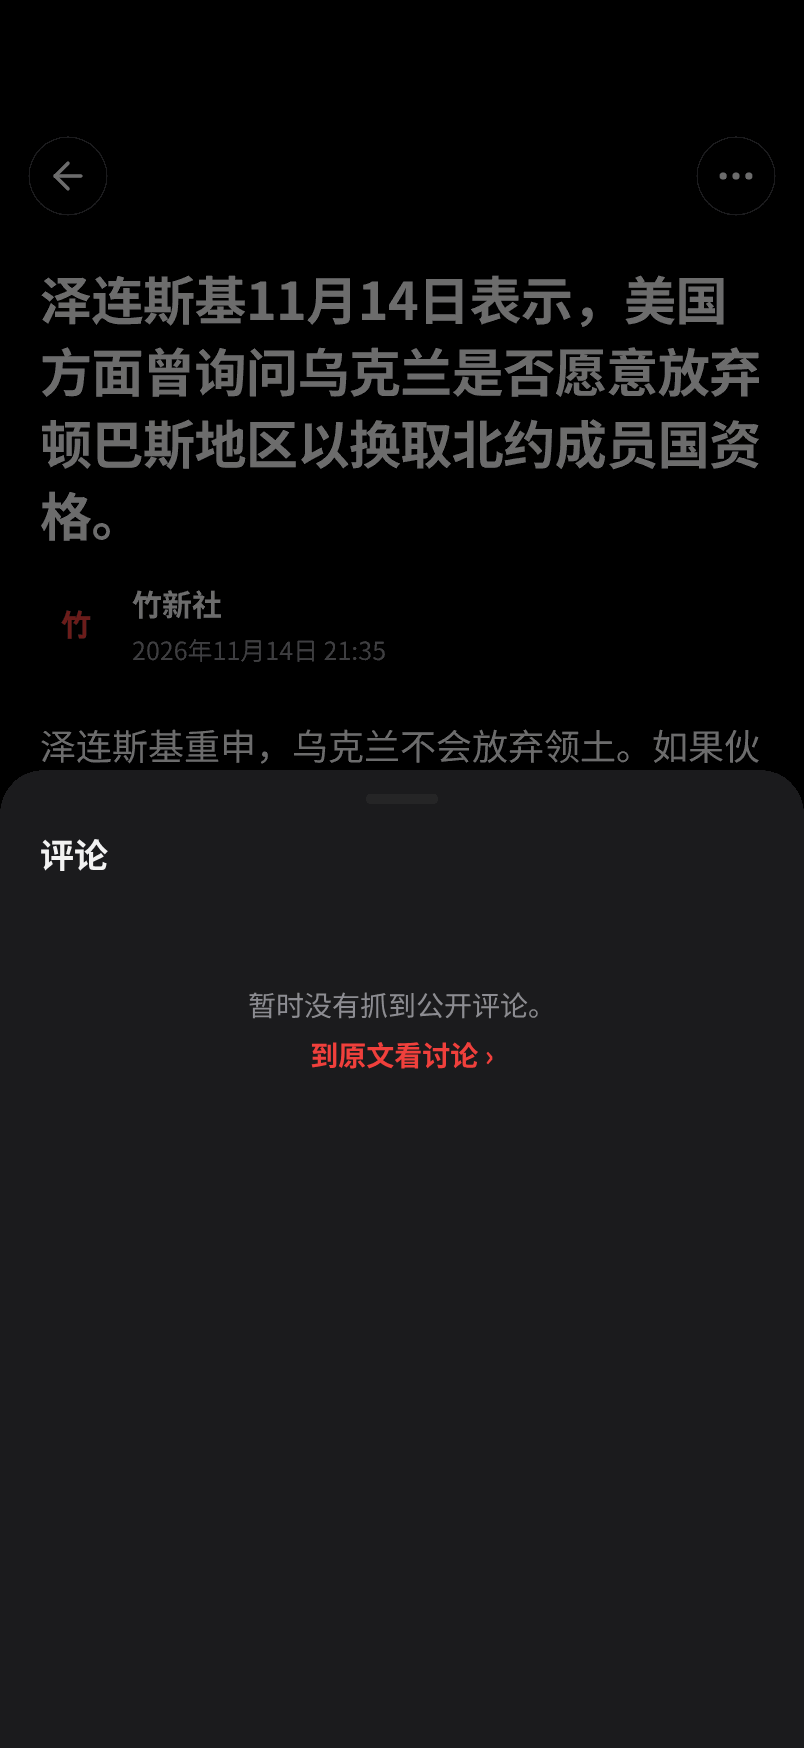 泽连斯基11月14日表示，美国
方面曾询问乌克兰是否愿意放弃
顿巴斯地区以换取北约成员国资
格。
竹
竹新社
2026年11月14日 21:35
泽连斯基重申，乌克兰不会放弃领土。如果伙
评论
暂时没有抓到公开评论。
到原文看讨论 ›